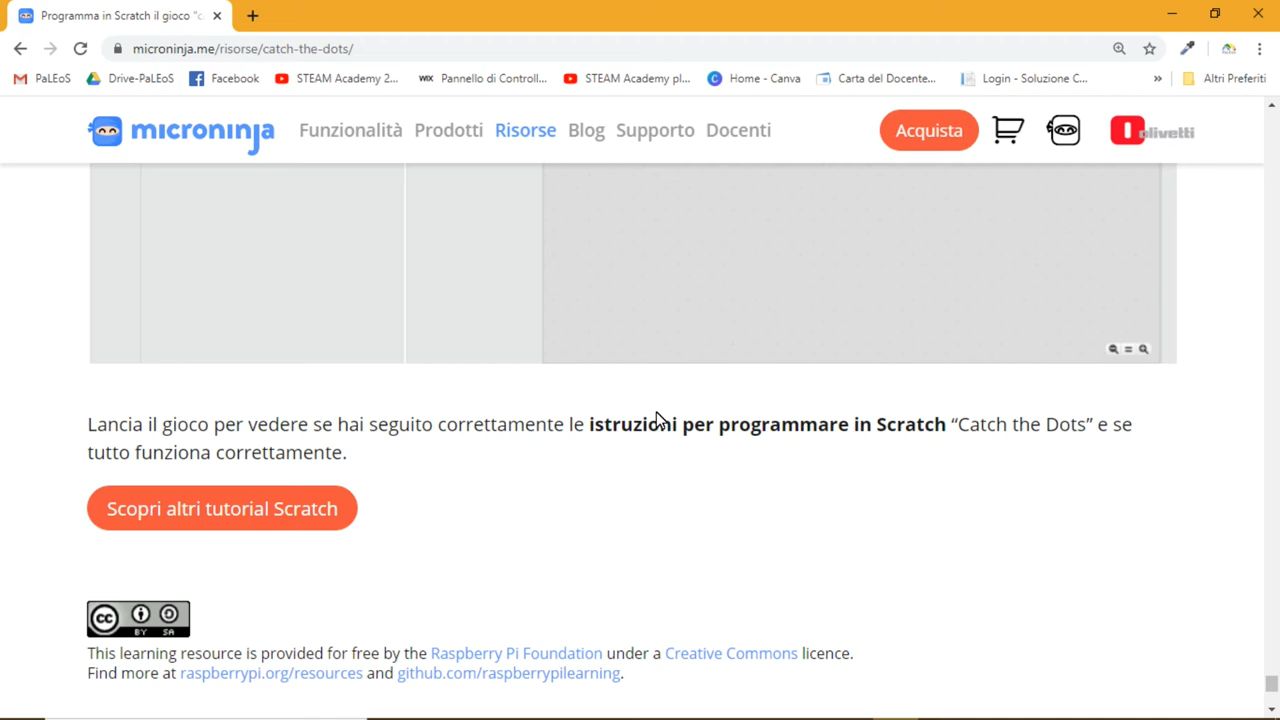 Programma in Scratch il gioco "c
microninja.me/risorse/catch-the-dots/
PaLEoS Drive-PaLEoS Facebook STEAM Academy 2... WIX Pannello di Controll... STEAM Academy pl... C Home - Canva Carta del Docente... Login - Soluzione C... » Altri Preferiti
microninja Funzionalità Prodotti Risorse Blog Supporto Docenti Acquista olivetti
Lancia il gioco per vedere se hai seguito correttamente le istruzioni per programmare in Scratch “Catch the Dots” e se
tutto funziona correttamente.
Scopri altri tutorial Scratch
CC BY SA
This learning resource is provided for free by the Raspberry Pi Foundation under a Creative Commons licence.
Find more at raspberrypi.org/resources and github.com/raspberrypilearning.